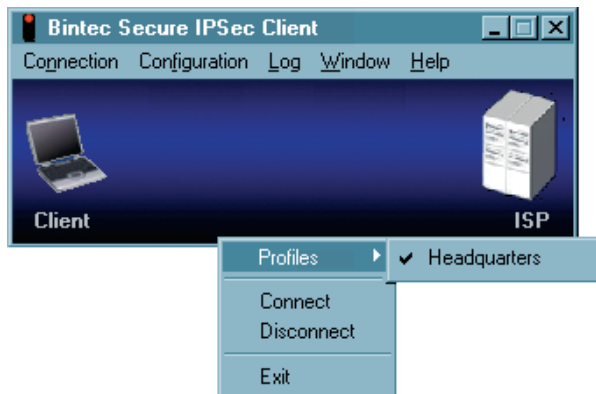 Bintec Secure IPSec Client
Connection Configuration Log Window Help
Client ISP
Profiles Headquarters
Connect
Disconnect
Exit